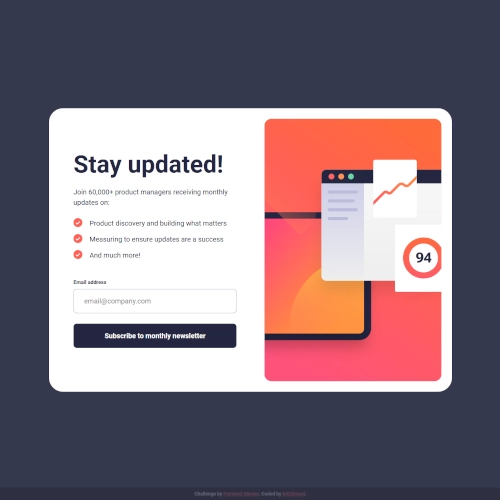 Stay updated!
Join 60,000+ product managers receiving monthly
updates on:
Product discovery and building what matters
Measuring to ensure updates are a success
And much more!
Email address
email@company.com
Subscribe to monthly newsletter
94
Challenge by Frontend Mentor. Coded by